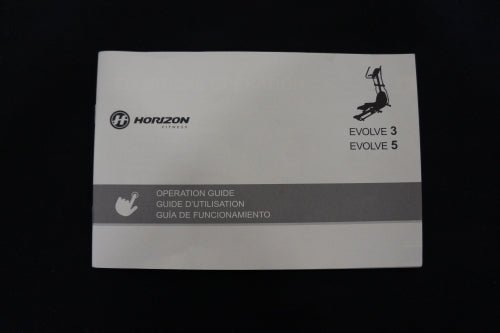 HORIZON
FITNESS
EVOLVE 3
EVOLVE 5
OPERATION GUIDE
GUIDE D'UTILISATION
GUÍA DE FUNCIONAMIENTO